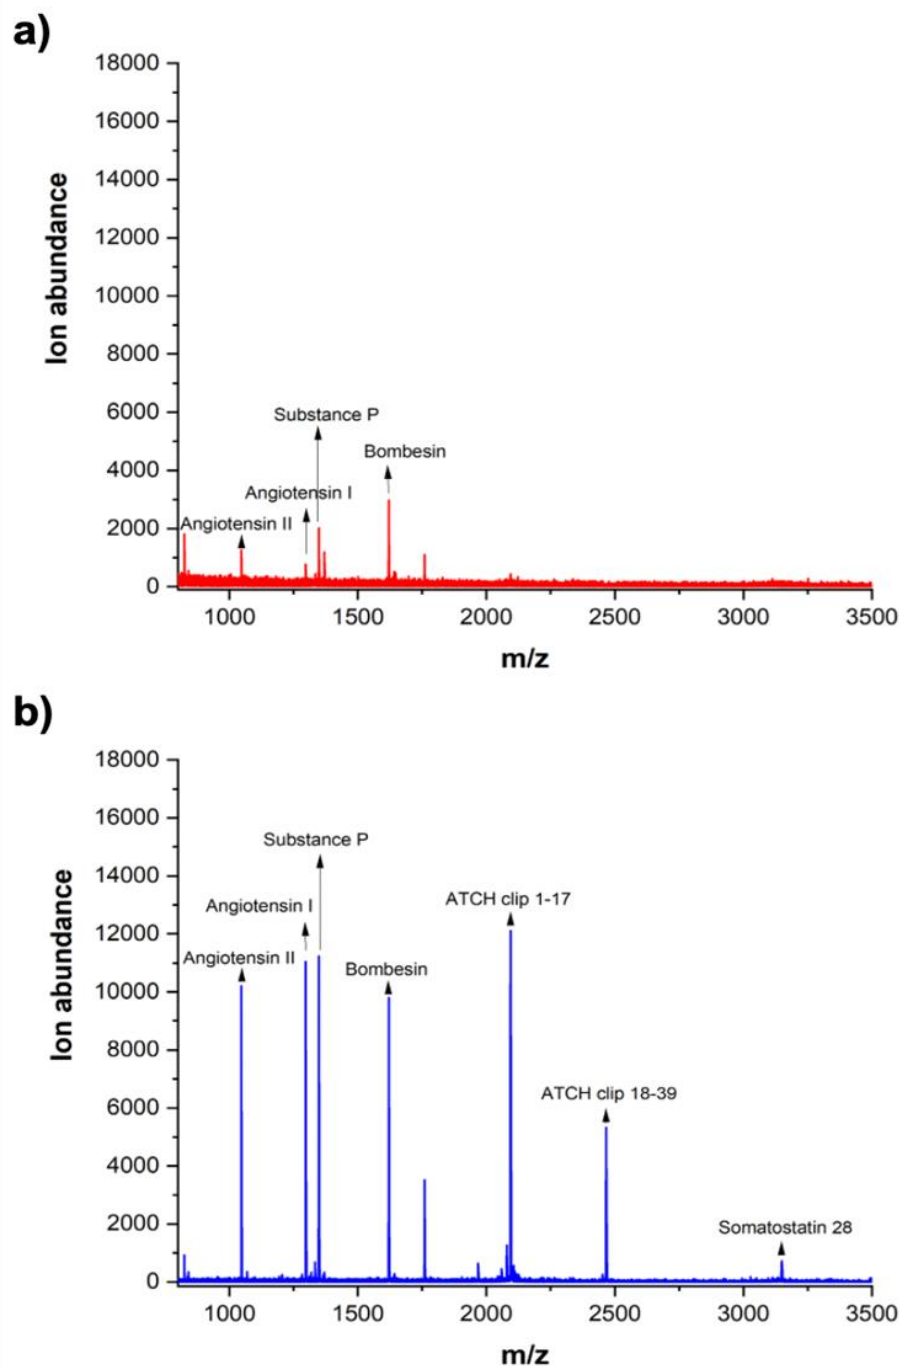 a)
18000
16000
14000
12000
10000
8000
6000
4000
2000
0
Ion abundance
Substance P
Bombesin
Angiotensin I
Angiotensin II
1000 1500 2000 2500 3000 3500
m/z
b)
18000
16000
14000
12000
10000
8000
6000
4000
2000
0
Ion abundance
Substance P
Angiotensin I
ATCH clip 1-17
Angiotensin II
Bombesin
ATCH clip 18-39
Somatostatin 28
1000 1500 2000 2500 3000 3500
m/z